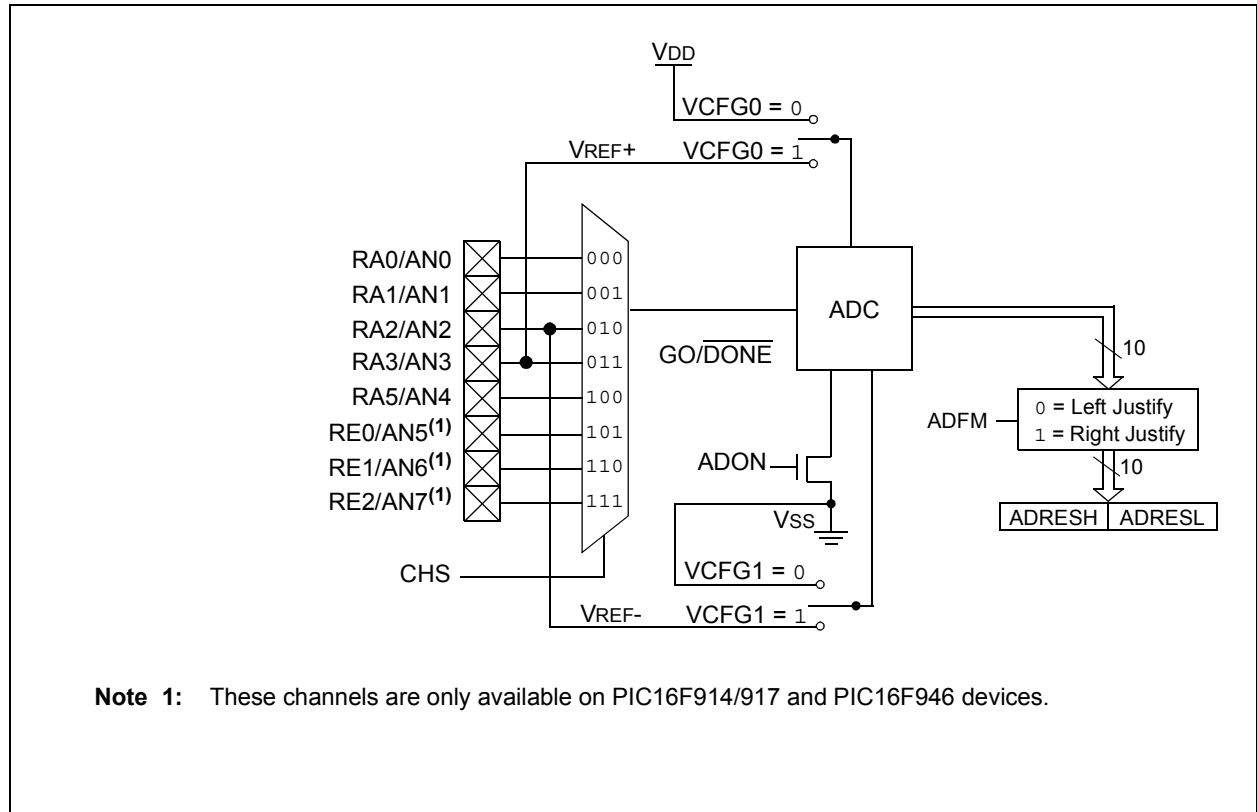 VDD
VCFG0 = 0
VREF+ VCFG0 = 1
RA0/AN0 000
RA1/AN1 001
RA2/AN2 010
RA3/AN3 011
RA5/AN4 100
RE0/AN5(1) 101
RE1/AN6(1) 110
RE2/AN7(1) 111
CHS
ADC
GO/DONE
10
ADFM
0 = Left Justify
1 = Right Justify
10
ADRESH ADRESL
ADON
VSS
VCFG1 = 0
VREF- VCFG1 = 1
Note 1: These channels are only available on PIC16F914/917 and PIC16F946 devices.